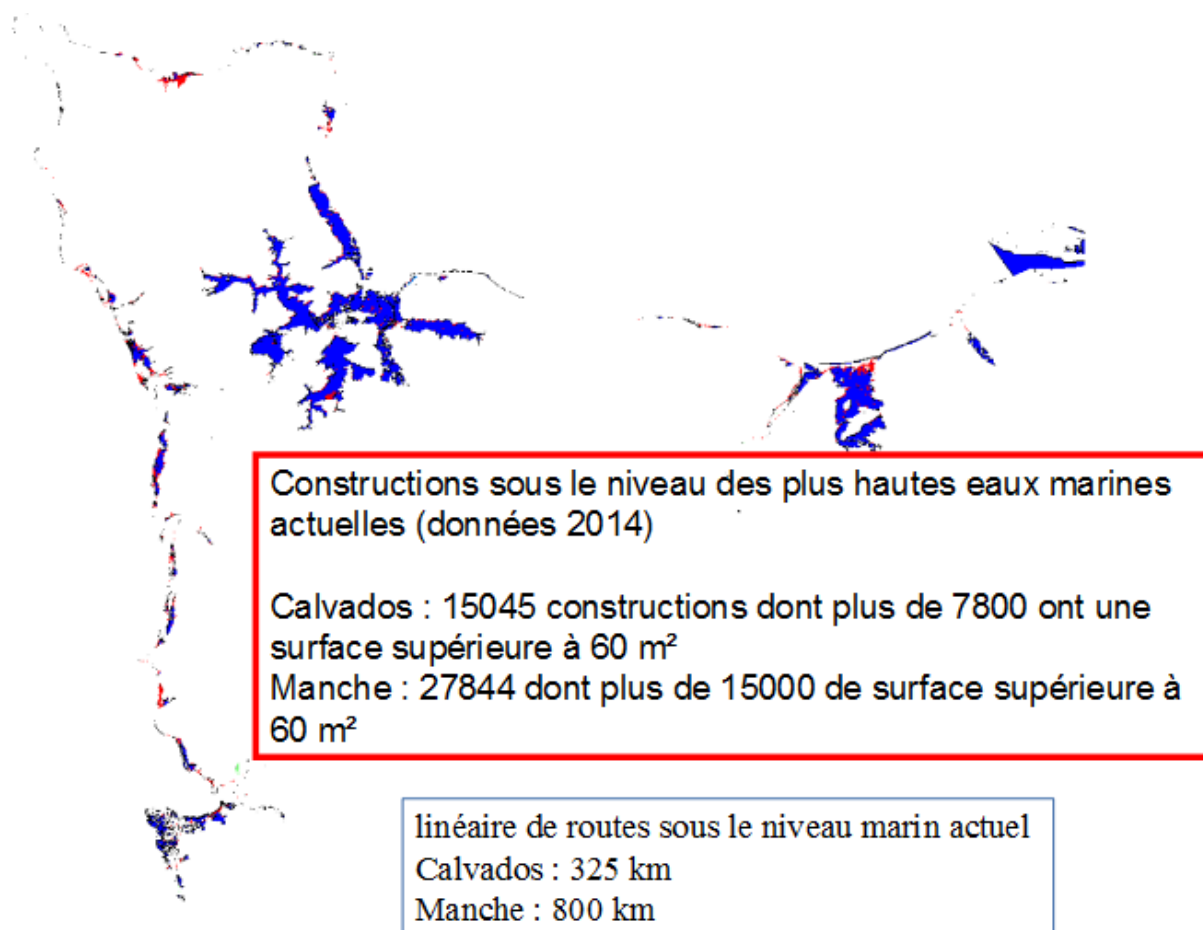 Constructions sous le niveau des plus hautes eaux marines
actuelles (données 2014)
Calvados : 15045 constructions dont plus de 7800 ont une
surface supérieure à 60 m²
Manche : 27844 dont plus de 15000 de surface supérieure à
60 m²
linéaire de routes sous le niveau marin actuel
Calvados : 325 km
Manche : 800 km